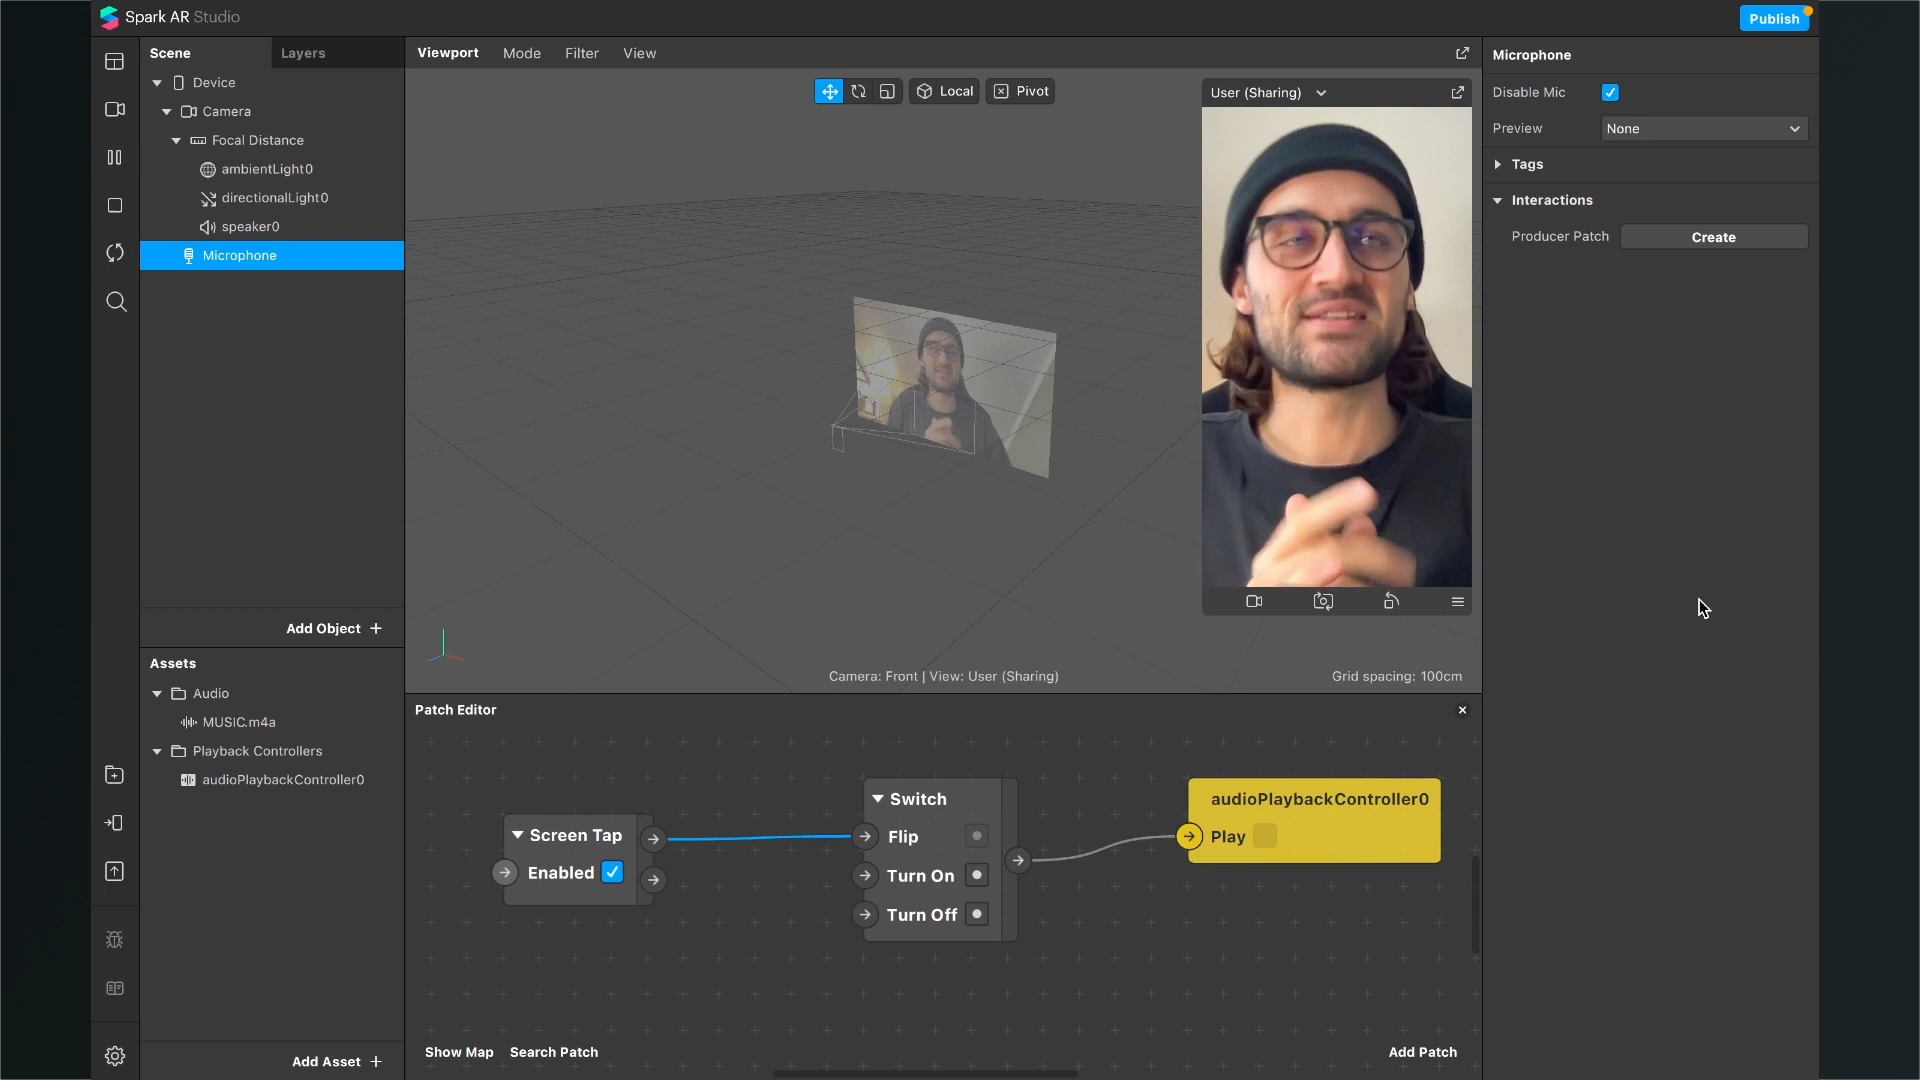 Spark AR Studio
Publish
Scene
Layers
Device
Camera
Focal Distance
ambientLight0
directionalLight0
speaker0
Microphone
Add Object +
Assets
Audio
MUSIC.m4a
Playback Controllers
audioPlaybackController0
Add Asset +
Viewport Mode Filter View
Local
Pivot
User (Sharing)
Camera: Front | View: User (Sharing)
Grid spacing: 100cm
Patch Editor
Screen Tap
Enabled
Switch
Flip
Turn On
Turn Off
audioPlaybackController0
Play
Show Map
Search Patch
Add Patch
Microphone
Disable Mic
Preview
None
Tags
Interactions
Producer Patch
Create